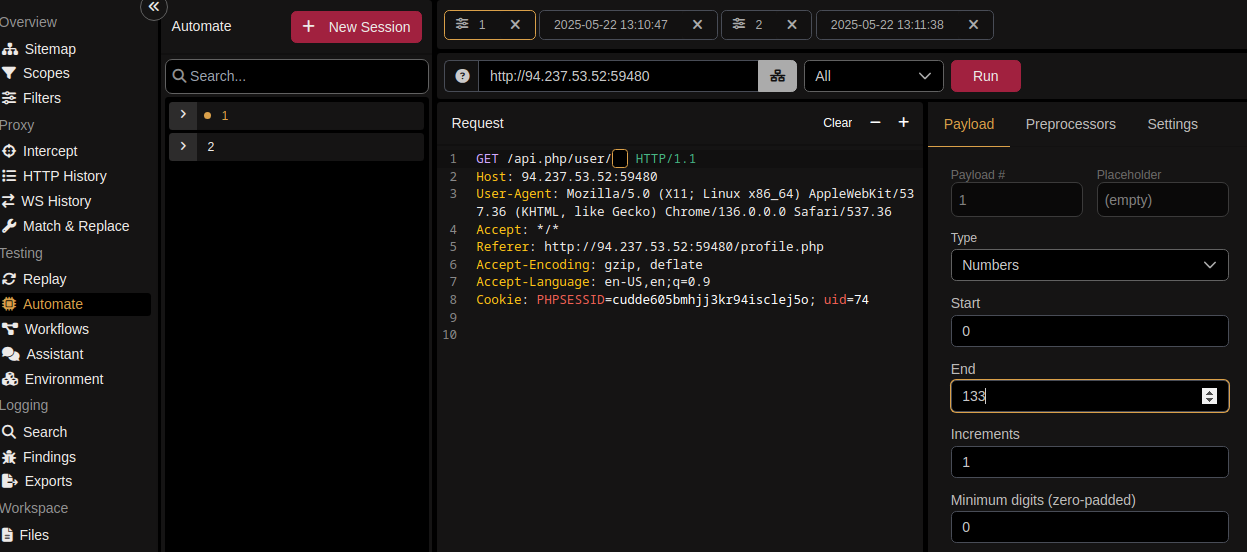 Overview
Sitemap
Scopes
Filters
Proxy
Intercept
HTTP History
WS History
Match & Replace
Testing
Replay
Automate
Workflows
Assistant
Environment
Logging
Search
Findings
Exports
Workspace
Files
Automate
+ New Session
Search...
1
2
1
2025-05-22 13:10:47
2
2025-05-22 13:11:38
http://94.237.53.52:59480
All
Run
Request
Clear
1 GET /api.php/user/ HTTP/1.1
2 Host: 94.237.53.52:59480
3 User-Agent: Mozilla/5.0 (X11; Linux x86_64) AppleWebKit/53
7.36 (KHTML, like Gecko) Chrome/136.0.0.0 Safari/537.36
4 Accept: */*
5 Referer: http://94.237.53.52:59480/profile.php
6 Accept-Encoding: gzip, deflate
7 Accept-Language: en-US,en;q=0.9
8 Cookie: PHPSESSID=cudde605bmhjj3kr94isclej5o; uid=74
9
10
Payload
Preprocessors
Settings
Payload #
Placeholder
1
(empty)
Type
Numbers
Start
0
End
133
Increments
1
Minimum digits (zero-padded)
0